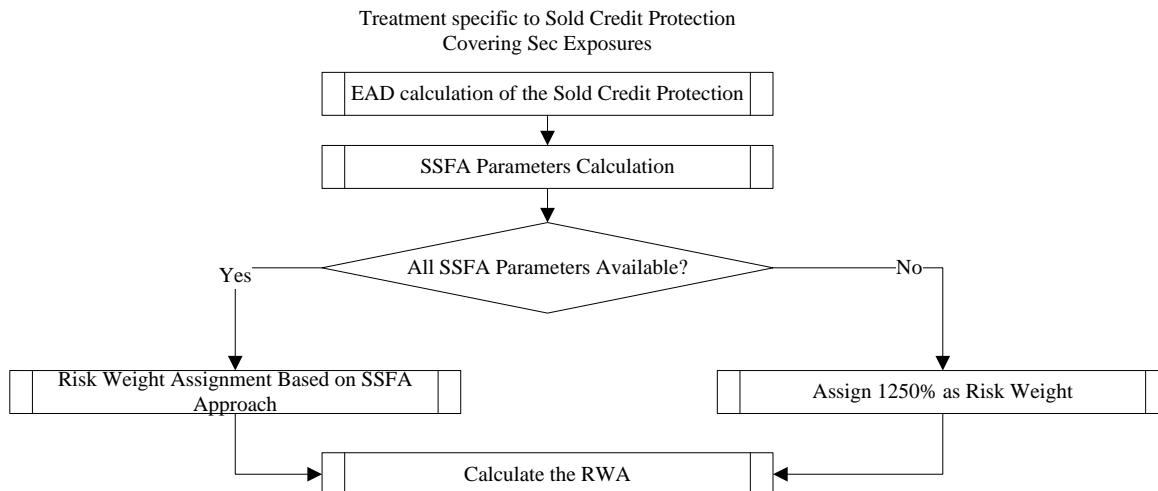 Treatment specific to Sold Credit Protection
Covering Sec Exposures
EAD calculation of the Sold Credit Protection
SSFA Parameters Calculation
All SSFA Parameters Available?
Yes
No
Risk Weight Assignment Based on SSFA
Approach
Assign 1250% as Risk Weight
Calculate the RWA